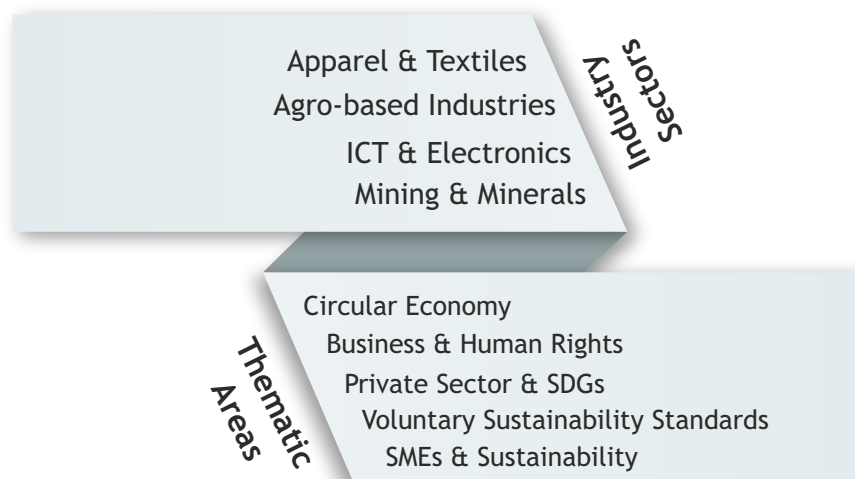 Apparel & Textiles
Agro-based Industries
ICT & Electronics
Mining & Minerals
Industry
Sectors
Circular Economy
Business & Human Rights
Private Sector & SDGs
Voluntary Sustainability Standards
SMEs & Sustainability
Thematic
Areas